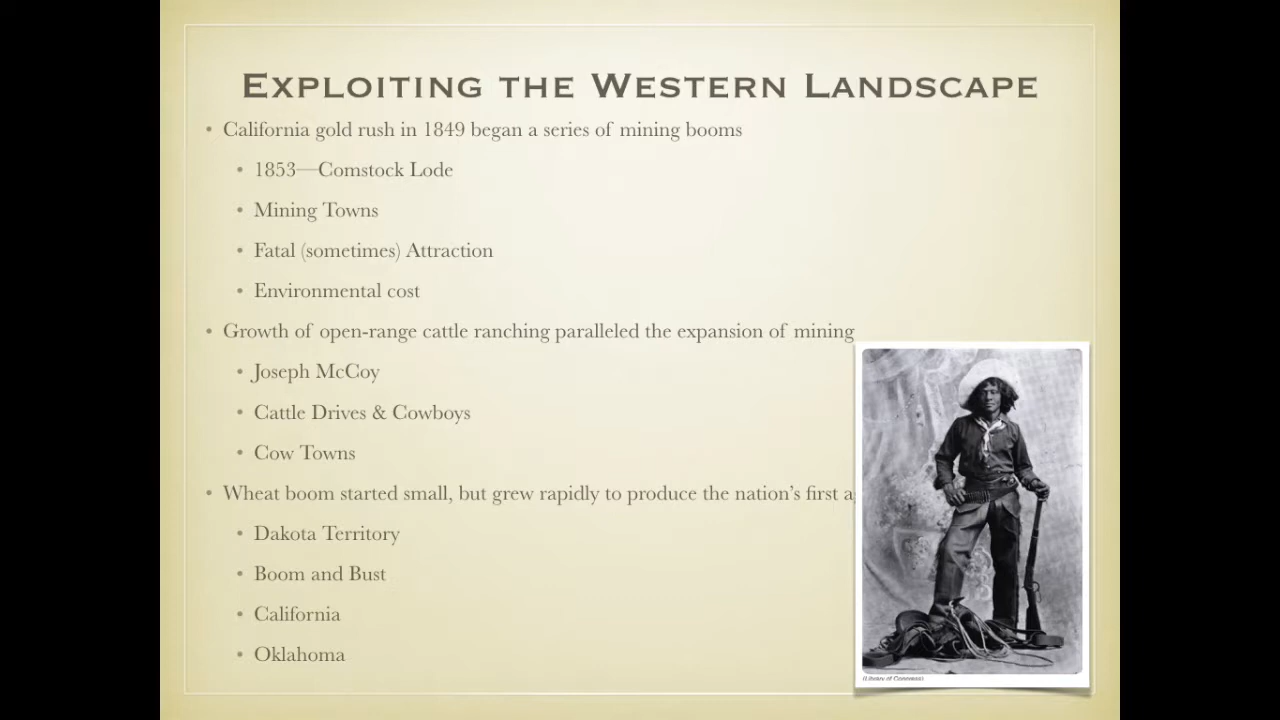 Exploiting the Western Landscape
• California gold rush in 1849 began a series of mining booms
• 1853—Comstock Lode
• Mining Towns
• Fatal (sometimes) Attraction
• Environmental cost
• Growth of open-range cattle ranching paralleled the expansion of mining
• Joseph McCoy
• Cattle Drives & Cowboys
• Cow Towns
• Wheat boom started small, but grew rapidly to produce the nation’s first
• Dakota Territory
• Boom and Bust
• California
• Oklahoma
(Library of Congress)